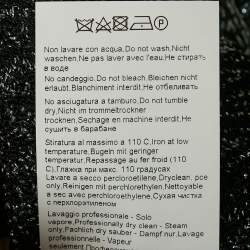 Non lavare con acqua,Do not wash,Nicht
waschen,Ne pas laver avec l'eau,Не стирать
в воде
No candeggio,Do not bleach,Bleichen nicht
erlaubt,Blanchiment interdit,Не отбеливать
No asciugatura a tamburo,Do not tumble
dry,Nicht im trommeltrockner
trocknen,Sechage en machine interdit,Не
сушить в барабане
Stiratura al massimo a 110 C,Iron at low
temperature,Bugeln mit geringer
temperatur,Repassage au fer froid (110
C),Глажка при макс. 110 градусах
Lavare a secco percloroetilene,Dryclean, pce
only,Reinigen mit perchlorethylen,Nettoyable
a sec avec perchlorethylene,Сухая чистка
с перхлорэтиленом
Lavaggio professionale - Solo
vapore,Professionally dry clean - Steam
only,Fachlich dry sauber - Dampf nur,Lavage
professionnel - Vapeur
seulement